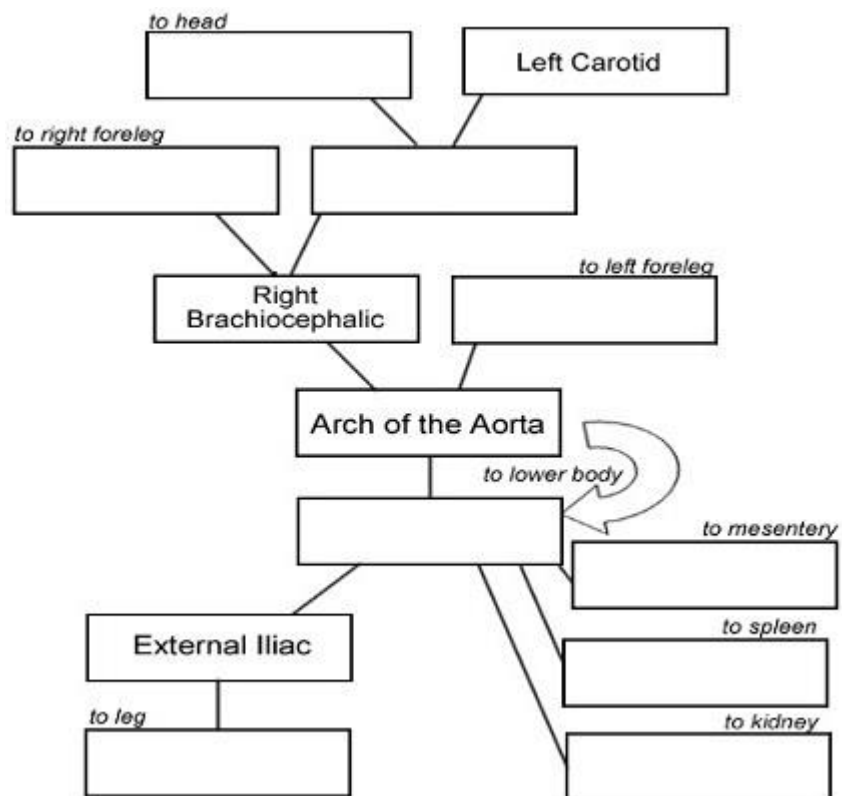 to head
Left Carotid
to right foreleg
Right
Brachiocephalic
to left foreleg
Arch of the Aorta
to lower body
to mesentery
External Iliac
to spleen
to leg
to kidney